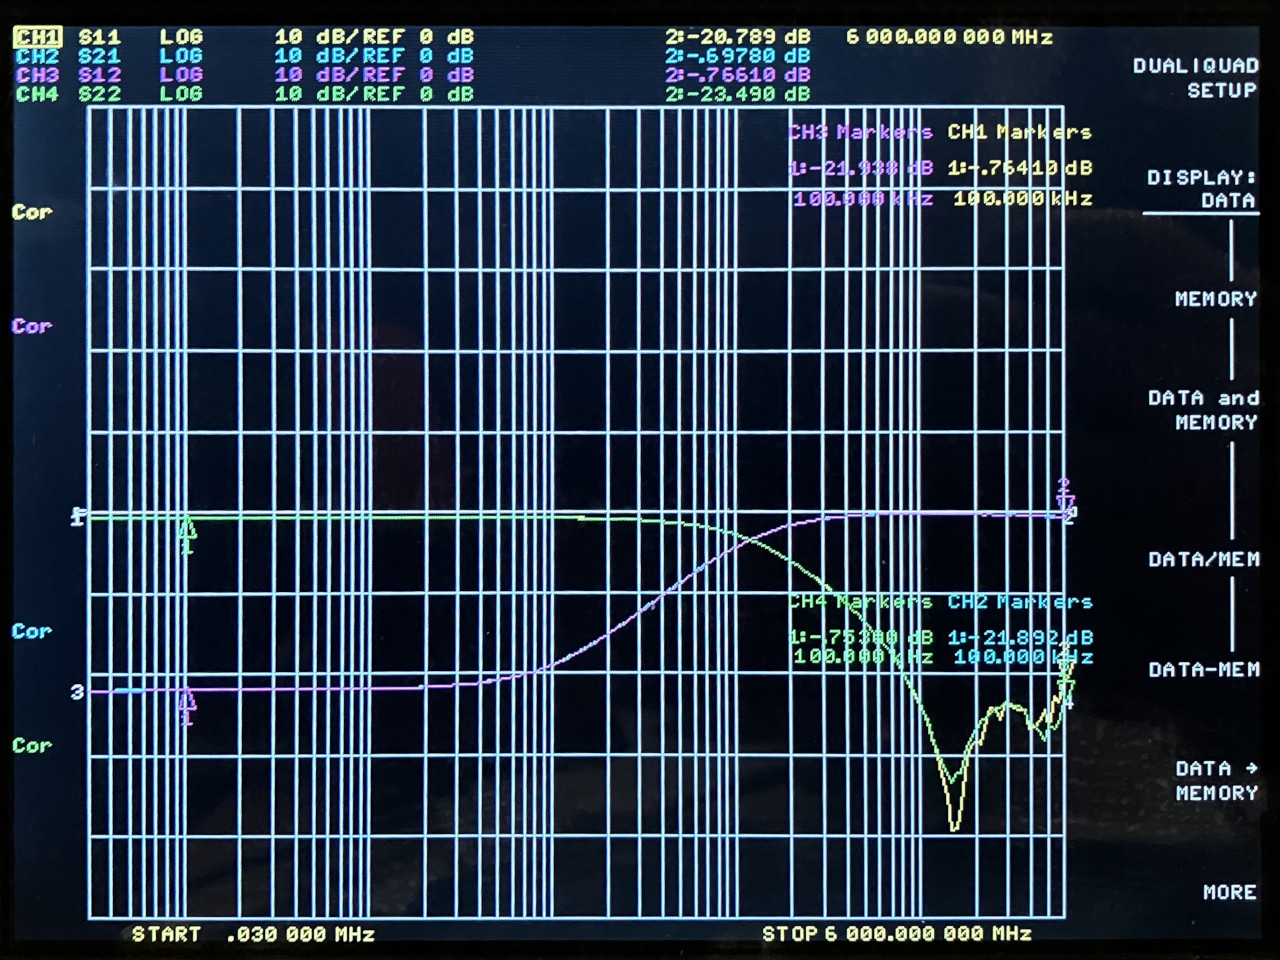 CH1 S11 LOG 10 dB/ REF 0 dB 2:-20.789 dB 6 000.000 000 MHz
CH2 S21 LOG 10 dB/ REF 0 dB 2:-.69780 dB
CH3 S12 LOG 10 dB/ REF 0 dB 2:-.76610 dB
CH4 S22 LOG 10 dB/ REF 0 dB 2:-23.490 dB
DUAL|QUAD
SETUP
CH3 Markers CH1 Markers
1:-21.938 dB 1:-.76410 dB
100.000 kHz 100.000 kHz
DISPLAY:
DATA
Cor
MEMORY
Cor
DATA and
MEMORY
2
1
1
2
DATA/MEM
CH4 Markers CH2 Markers
1:-.75300 dB 1:-21.892 dB
100.000 kHz 100.000 kHz
Cor
DATA-MEM
3
1
4
Cor
DATA →
MEMORY
MORE
START .030 000 MHz STOP 6 000.000 000 MHz